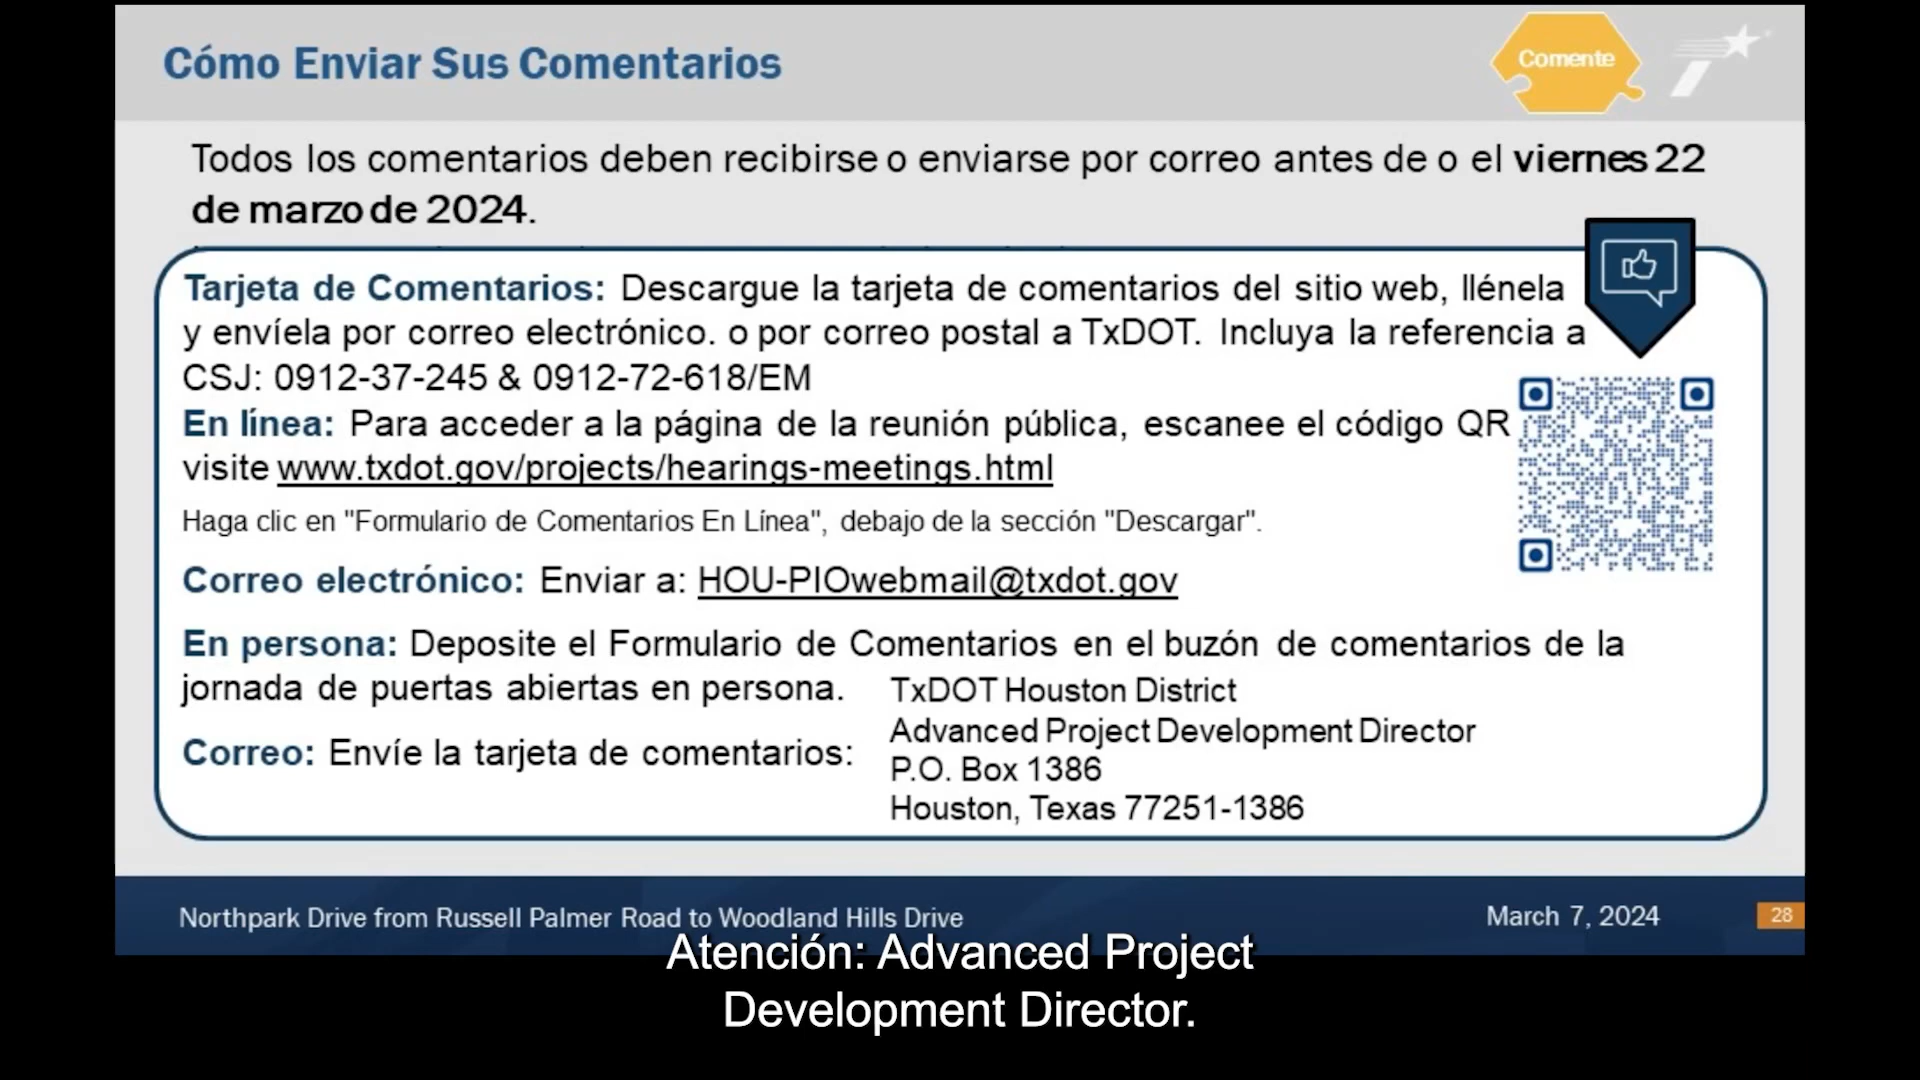 Cómo Enviar Sus Comentarios
Comente
Todos los comentarios deben recibirse o enviarse por correo antes de o el viernes 22
de marzo de 2024.
Tarjeta de Comentarios: Descargue la tarjeta de comentarios del sitio web, llénela
y envíela por correo electrónico. o por correo postal a TxDOT. Incluya la referencia a
CSJ: 0912-37-245 & 0912-72-618/EM
En línea: Para acceder a la página de la reunión pública, escanee el código QR
visite www.txdot.gov/projects/hearings-meetings.html
Haga clic en "Formulario de Comentarios En Línea", debajo de la sección "Descargar".
Correo electrónico: Enviar a: HOU-PIOwebmail@txdot.gov
En persona: Deposite el Formulario de Comentarios en el buzón de comentarios de la
jornada de puertas abiertas en persona.
Correo: Envíe la tarjeta de comentarios:
TxDOT Houston District
Advanced Project Development Director
P.O. Box 1386
Houston, Texas 77251-1386
Northpark Drive from Russell Palmer Road to Woodland Hills Drive
March 7, 2024
28
Atención: Advanced Project
Development Director.